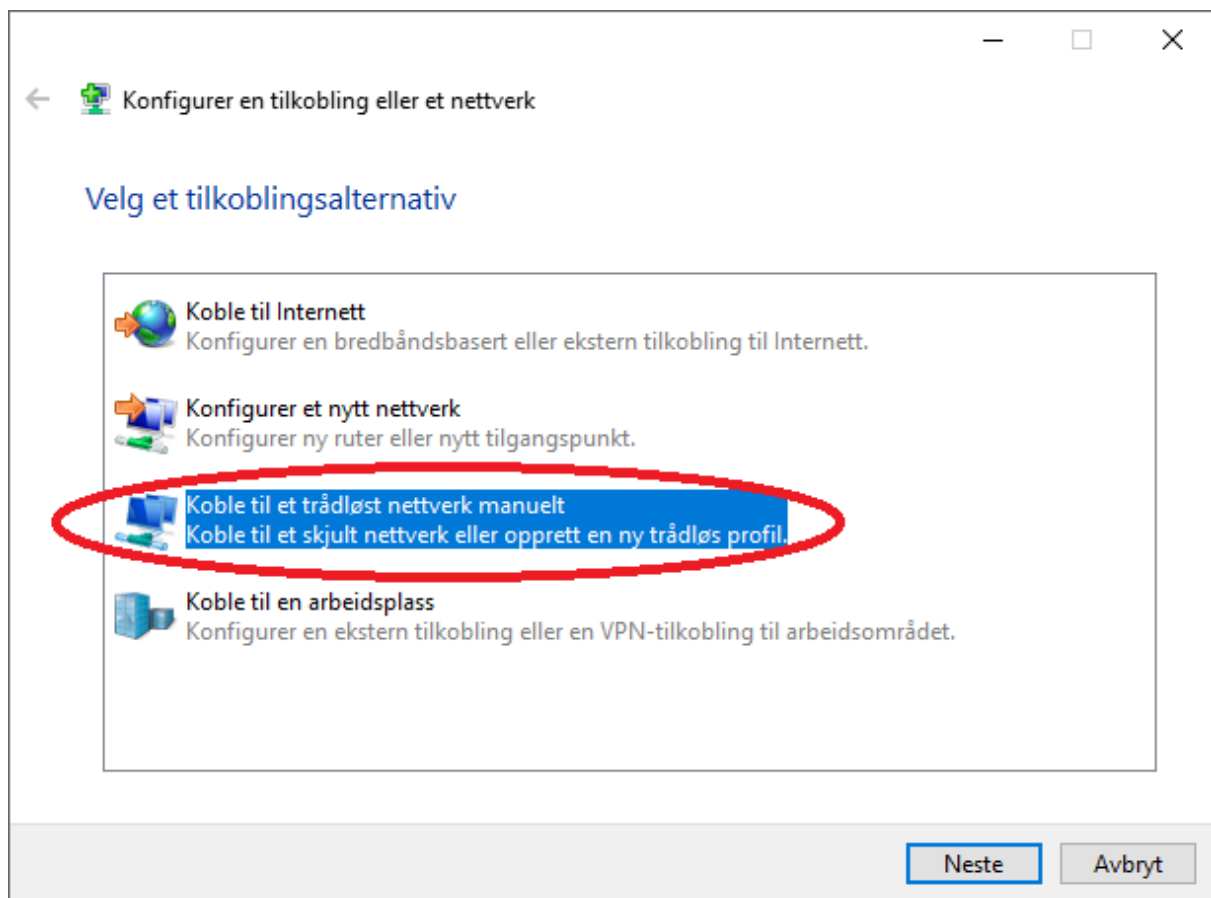 Konfigurer en tilkobling eller et nettverk
Velg et tilkoblingsalternativ
Koble til Internett
Konfigurer en bredbåndsbasert eller ekstern tilkobling til Internett.
Konfigurer et nytt nettverk
Konfigurer ny ruter eller nytt tilgangspunkt.
Koble til et trådløst nettverk manuelt
Koble til et skjult nettverk eller opprett en ny trådløs profil.
Koble til en arbeidsplass
Konfigurer en ekstern tilkobling eller en VPN-tilkobling til arbeidsområdet.
Neste
Avbryt